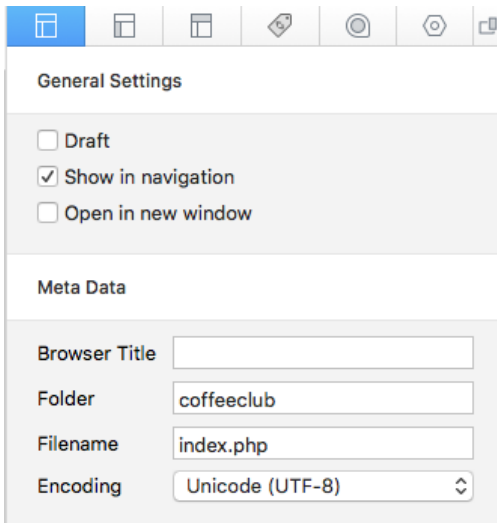 General Settings
Draft
Show in navigation
Open in new window
Meta Data
Browser Title
Folder coffeeclub
Filename index.php
Encoding Unicode (UTF-8)